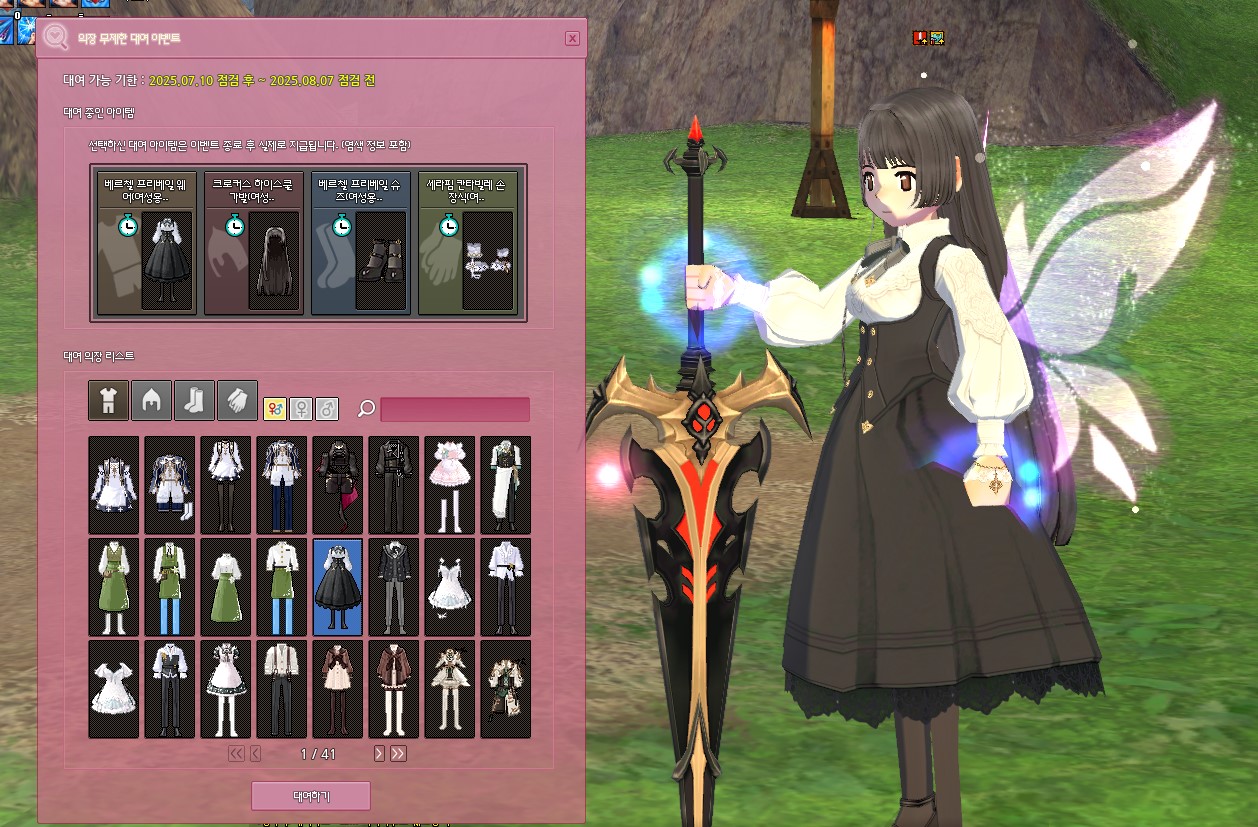 의장 무제한 대여 이벤트
대여 가능 기한 : 2025.07.10 점검 후 ~ 2025.08.07 점검 전
대여 중인 아이템
선택하신 대여 아이템은 이벤트 종료 후 실제로 지급됩니다. (염색 정보 포함)
베르첼 프리베일 웨
어(여성용..
크로커스 하이스쿨
가발(여성..
베르첼 프리베일 슈
즈(여성용..
세라핌 칸타빌레 손
장식(여..
대여 의장 리스트
1 / 41
대여하기